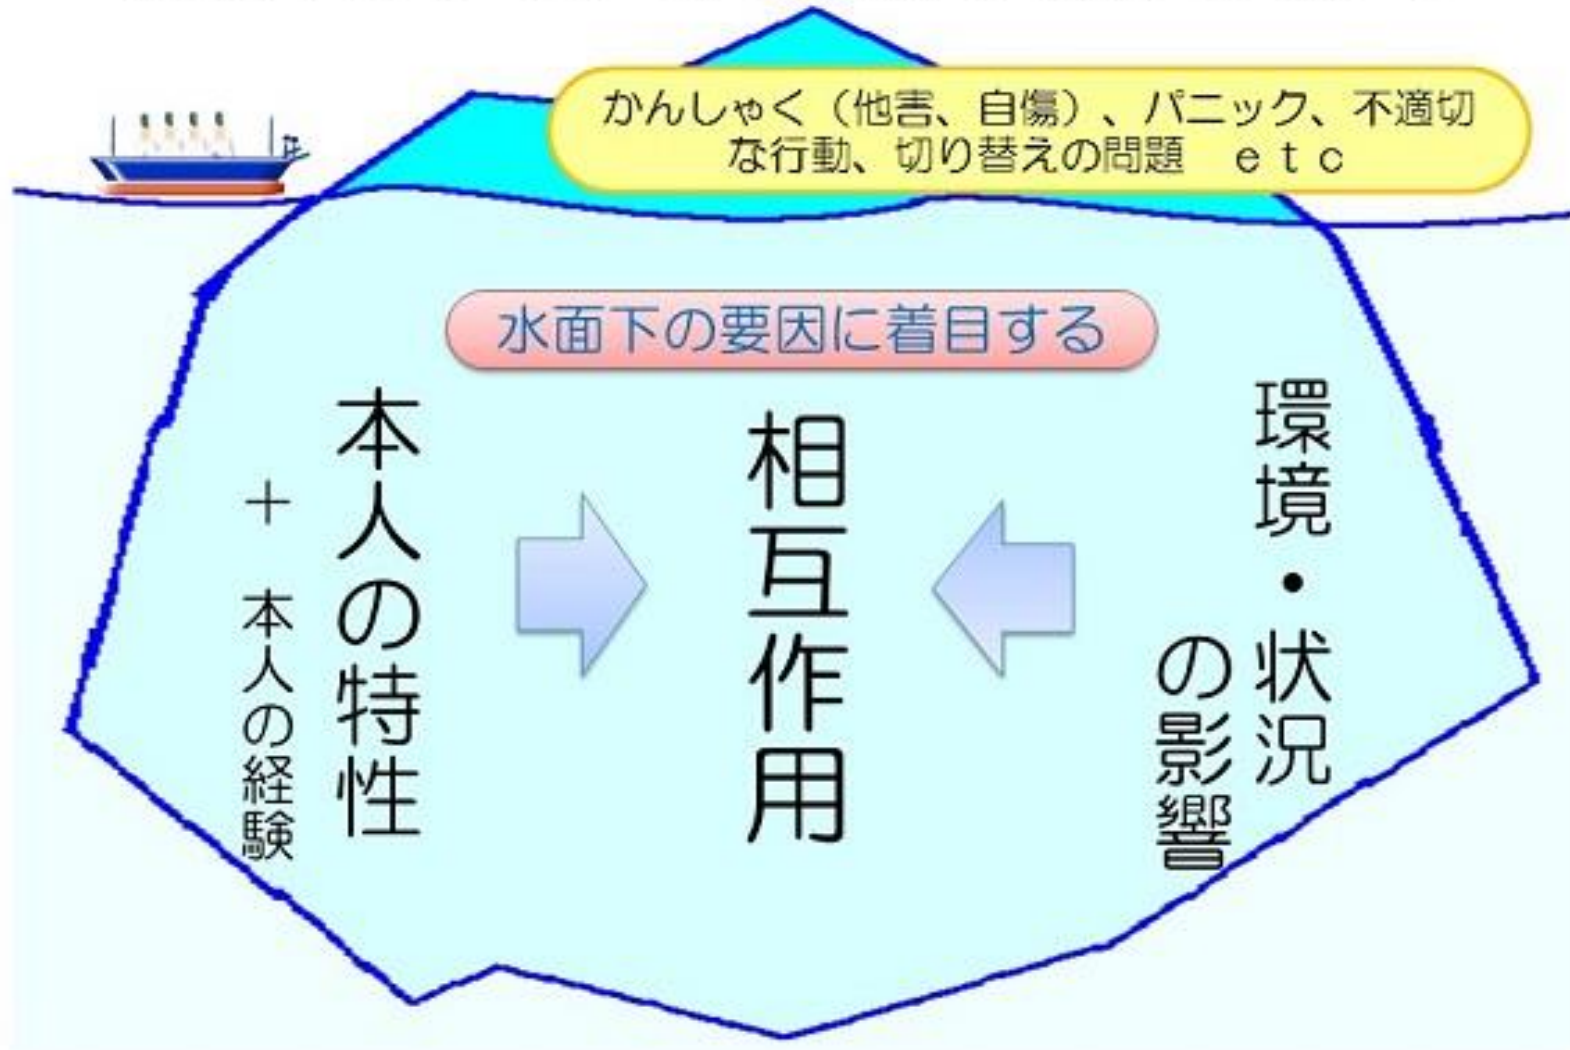 かんしゃく（他害、自傷）、パニック、不適切
な行動、切り替えの問題　ｅｔｃ
水面下の要因に着目する
本人の特性
＋　本人の経験
相互作用
環境・状況
の影響